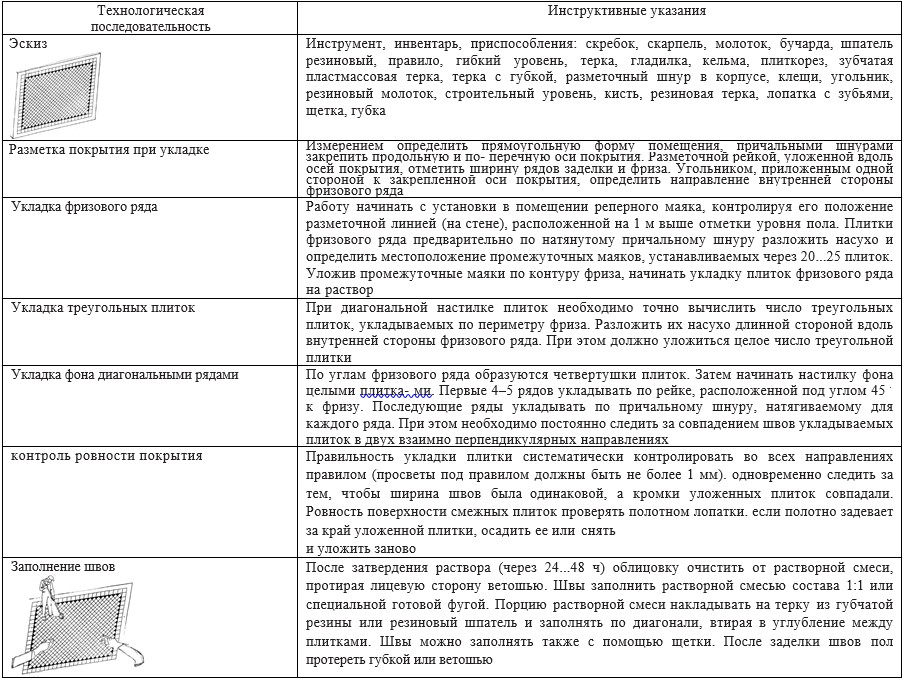 Технологическая
последовательность
Инструктивные указания
Эскиз
Инструмент, инвентарь, приспособления: скребок, скарпель, молоток, бучарда, шпатель
резиновый, правило, гибкий уровень, терка, гладилка, кельма, плиткорез, зубчатая
пластмассовая терка, терка с губкой, разметочный шнур в корпусе, клещи, угольник,
резиновый молоток, строительный уровень, кисть, резиновая терка, лопатка с зубьями,
щетка, губка
Разметка покрытия при укладке
Измерением определить прямоугольную форму помещения, причальными шнурами
закрепить продольную и по- перечную оси покрытия. Разметочной рейкой, уложенной вдоль
осей покрытия, отметить ширину рядов заделки и фриза. Угольником, приложенным одной
стороной к закрепленной оси покрытия, определить направление внутренней стороны
фризового ряда
Укладка фризового ряда
Работу начинать с установки в помещении реперного маяка, контролируя его положение
разметочной линией (на стене), расположенной на 1 м выше отметки уровня пола. Плитки
фризового ряда предварительно по натянутому причальному шнуру разложить насухо и
определить местоположение промежуточных маяков, устанавливаемых через 20...25 плиток.
Уложив промежуточные маяки по контуру фриза, начинать укладку плиток фризового ряда
на раствор
Укладка треугольных плиток
При диагональной настилке плиток необходимо точно вычислить число треугольных
плиток, укладываемых по периметру фриза. Разложить их насухо длинной стороной вдоль
внутренней стороны фризового ряда. При этом должно уложиться целое число треугольной
плитки
Укладка фона диагональными рядами
По углам фризового ряда образуются четвертушки плиток. Затем начинать настилку фона
целыми плитка- ми. Первые 4–5 рядов укладывать по рейке, расположенной под углом 45 ˙
к фризу. Последующие ряды укладывать по причальному шнуру, натягиваемому для
каждого ряда. При этом необходимо постоянно следить за совпадением швов укладываемых
плиток в двух взаимно перпендикулярных направлениях
контроль ровности покрытия
Правильность укладки плитки систематически контролировать во всех направлениях
правилом (просветы под правилом должны быть не более 1 мм). одновременно следить за
тем, чтобы ширина швов была одинаковой, а кромки уложенных плиток совпадали.
Ровность поверхности смежных плиток проверять полотном лопатки. если полотно задевает
за край уложенной плитки, осадить ее или снять
и уложить заново
Заполнение швов
После затвердения раствора (через 24...48 ч) облицовку очистить от растворной смеси,
протирая лицевую сторону ветошью. Швы заполнить растворной смесью состава 1:1 или
специальной готовой фугой. Порцию растворной смеси накладывать на терку из губчатой
резины или резиновый шпатель и заполнять по диагонали, втирая в углубление между
плитками. Швы можно заполнять также с помощью щетки. После заделки швов пол
протереть губкой или ветошью